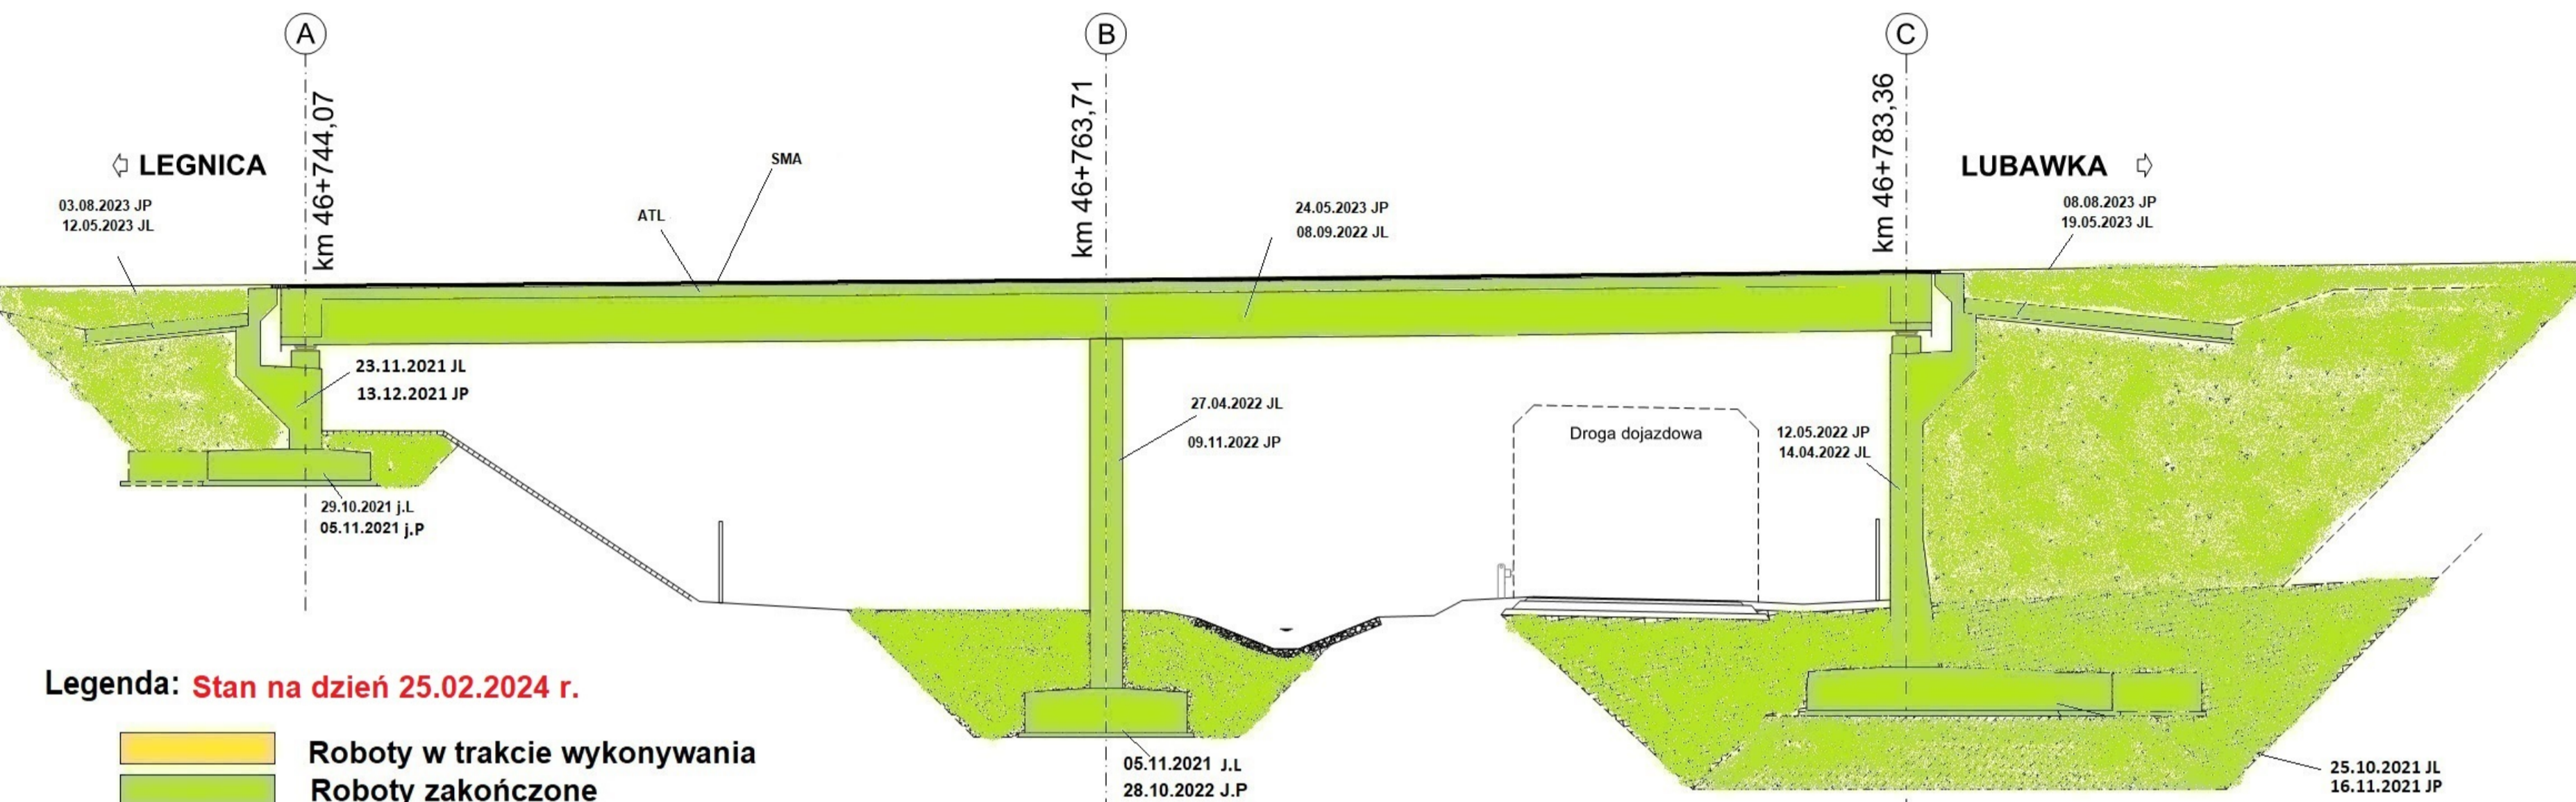 A
B
C
km 46+744,07
km 46+763,71
km 46+783,36
LEGNICA
LUBAWKA
03.08.2023 JP
12.05.2023 JL
SMA
ATL
24.05.2023 JP
08.09.2022 JL
08.08.2023 JP
19.05.2023 JL
23.11.2021 JL
13.12.2021 JP
27.04.2022 JL
09.11.2022 JP
Droga dojazdowa
12.05.2022 JP
14.04.2022 JL
29.10.2021 j.L
05.11.2021 j.P
Legenda: Stan na dzień 25.02.2024 r.
Roboty w trakcie wykonywania
Roboty zakończone
05.11.2021 J.L
28.10.2022 J.P
25.10.2021 JL
16.11.2021 JP